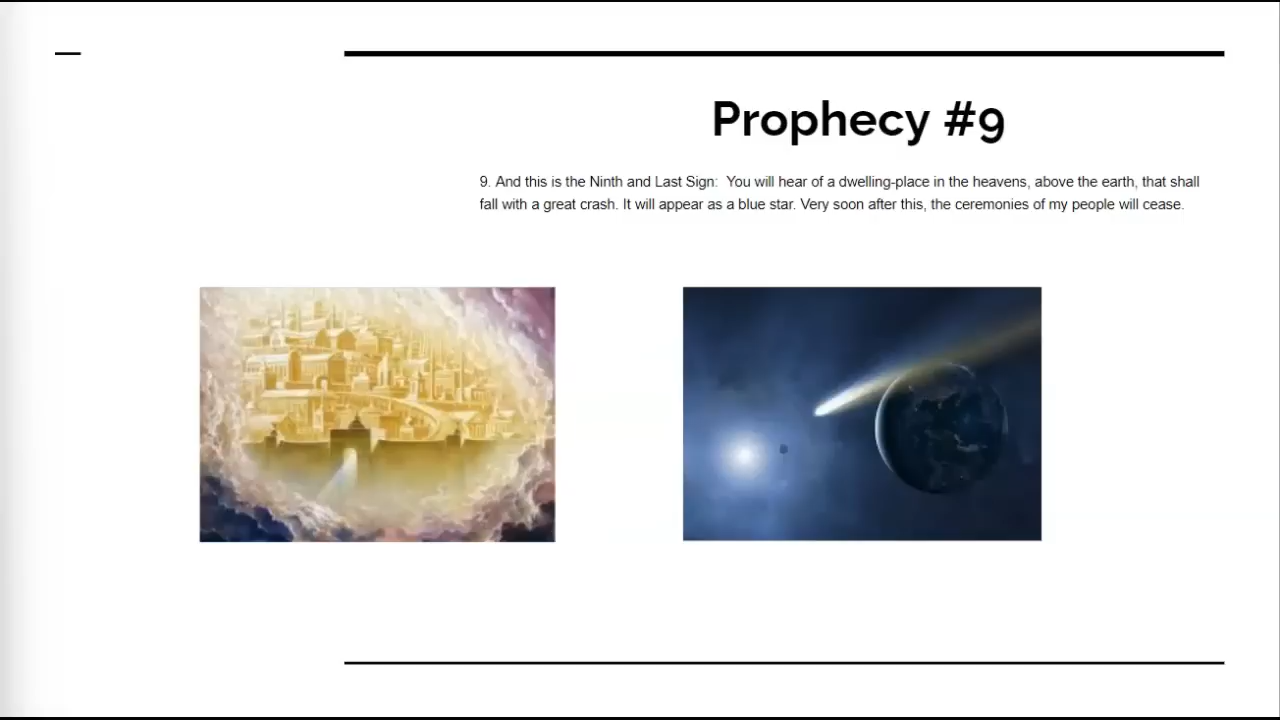 Prophecy #9
9. And this is the Ninth and Last Sign:  You will hear of a dwelling-place in the heavens, above the earth, that shall
fall with a great crash. It will appear as a blue star. Very soon after this, the ceremonies of my people will cease.